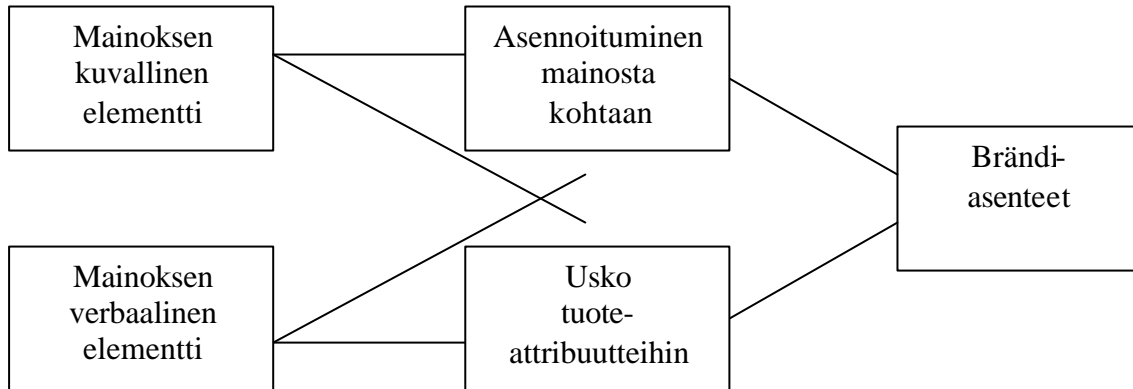 Mainoksen
kuvallinen
elementti
Asennoituminen
mainosta
kohtaan
Brändi-
asenteet
Mainoksen
verbaalinen
elementti
Usko
tuote-
attribuutteihin